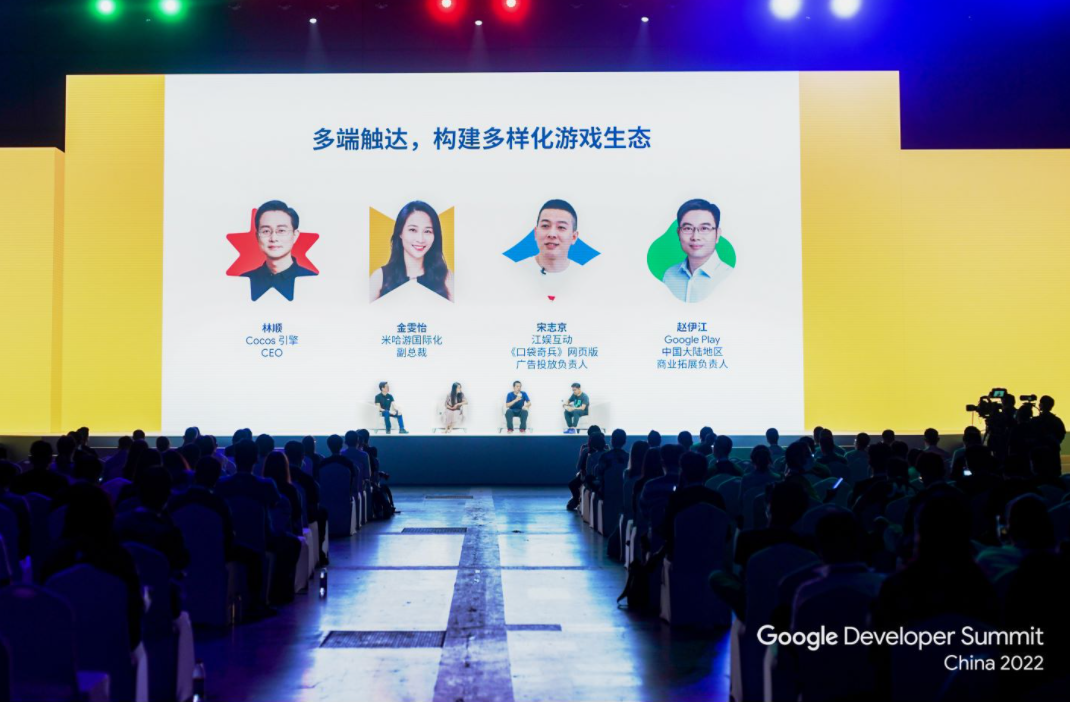 多端触达，构建多样化游戏生态
林顺
Cocos 引擎
CEO
金雯怡
米哈游国际化
副总裁
宋志京
江娱互动
《口袋奇兵》网页版
广告投放负责人
赵伊江
Google Play
中国大陆地区
商业拓展负责人
Google Developer Summit
China 2022